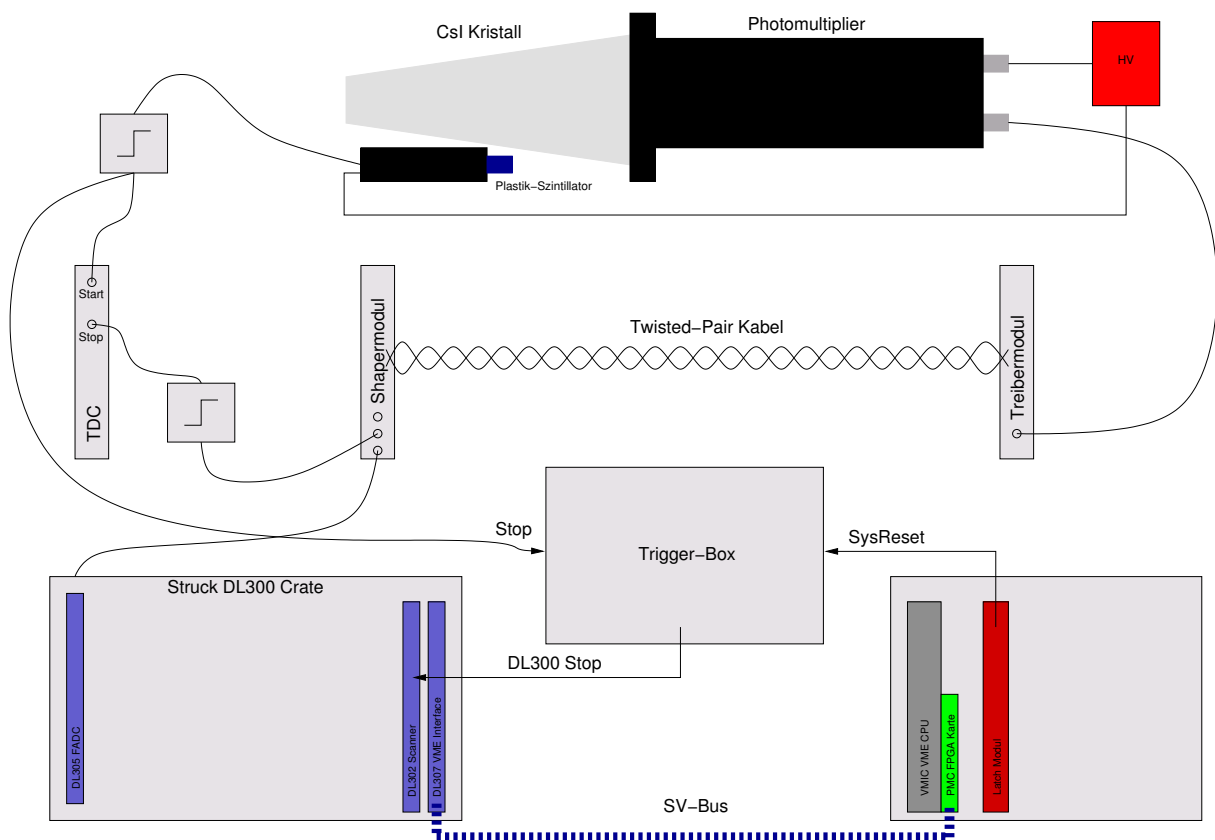 CsI Kristall
Photomultiplier
HV
Plastik−Szintillator
Start
Stop
TDC
Shapermodul
Twisted−Pair Kabel
Treibermodul
Stop
Trigger−Box
SysReset
Struck DL300 Crate
DL300 Stop
DL305 FADC
DL302 Scanner
DL307 VME Interface
VMIC VME CPU
PMC FPGA Karte
Latch Modul
SV−Bus